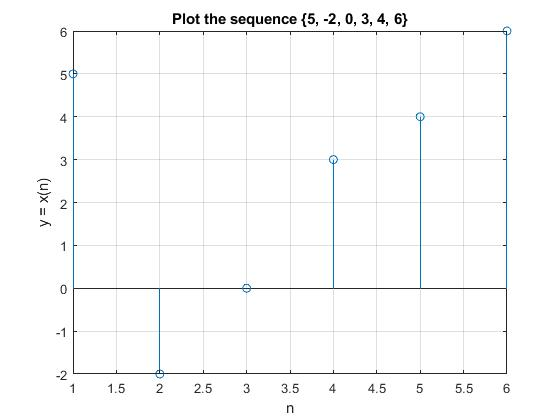 Plot the sequence {5, -2, 0, 3, 4, 6}
6
5
4
3
2
1
0
-1
-2
y = x(n)
1 1.5 2 2.5 3 3.5 4 4.5 5 5.5 6
n